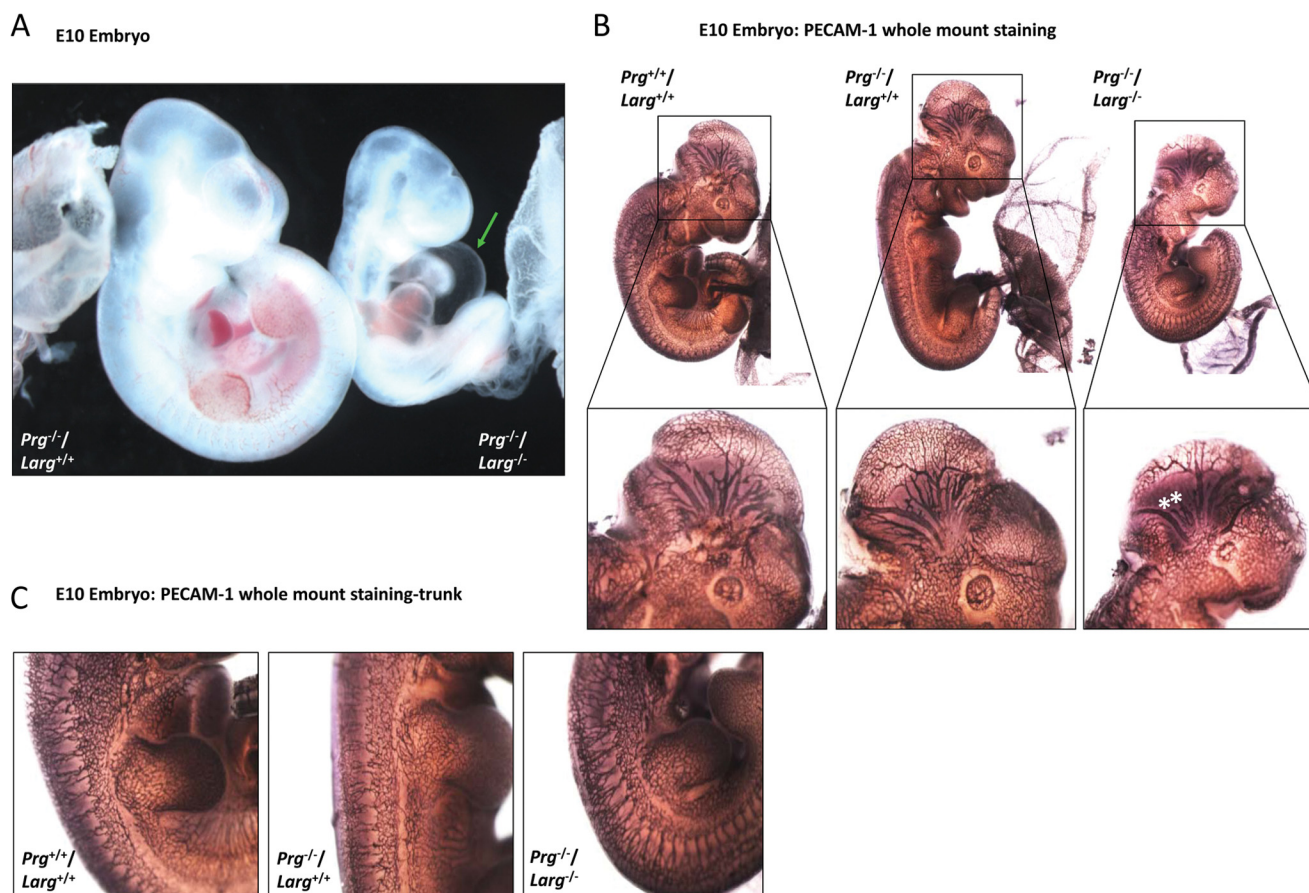 A
E10 Embryo
Prg-/-/
Larg+/+
Prg-/-/
Larg-/-
B
E10 Embryo: PECAM-1 whole mount staining
Prg+/+/
Larg+/+
Prg-/-/
Larg+/+
Prg-/-/
Larg-/-
**
C
E10 Embryo: PECAM-1 whole mount staining-trunk
Prg+/+/
Larg+/+
Prg-/-/
Larg+/+
Prg-/-/
Larg-/-